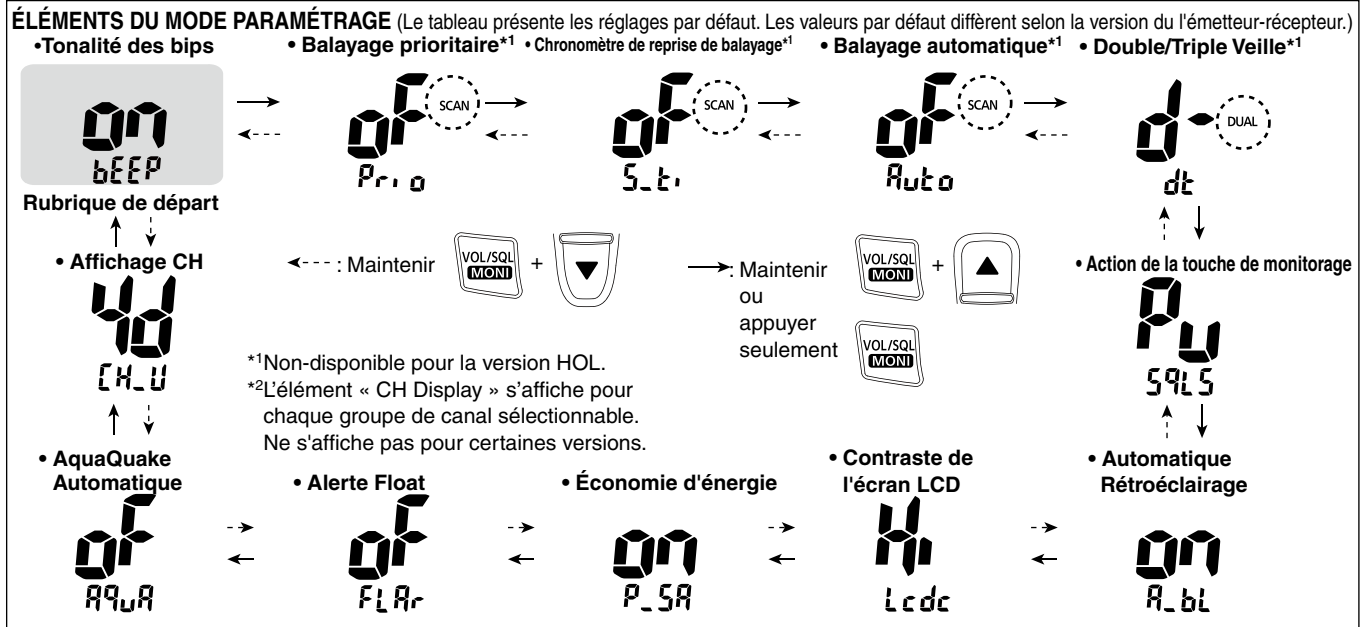 ÉLÉMENTS DU MODE PARAMÉTRAGE (Le tableau présente les réglages par défaut. Les valeurs par défaut diffèrent selon la version du l'émetteur-récepteur.)
•Tonalité des bips
• Balayage prioritaire*1
• Chronomètre de reprise de balayage*1
• Balayage automatique*1
• Double/Triple Veille*1
on
bEEP
oF SCAN
Prio
oF SCAN
S_ti
oF SCAN
Auto
d- DUAL
dt
Rubrique de départ
• Affichage CH
4d
CH_U
: Maintenir
VOL/SQL
MONI
+
: Maintenir
ou
appuyer
seulement
VOL/SQL
MONI
+
VOL/SQL
MONI
• Action de la touche de monitorage
Pu
SqLS
*1Non-disponible pour la version HOL.
*2L'élément « CH Display » s'affiche pour
chaque groupe de canal sélectionnable.
Ne s'affiche pas pour certaines versions.
• AquaQuake
Automatique
oF
AquA
• Alerte Float
oF
FLAr
• Économie d'énergie
on
P_SA
• Contraste de
l'écran LCD
Hi
Lcdc
• Automatique
Rétroéclairage
on
A_bL